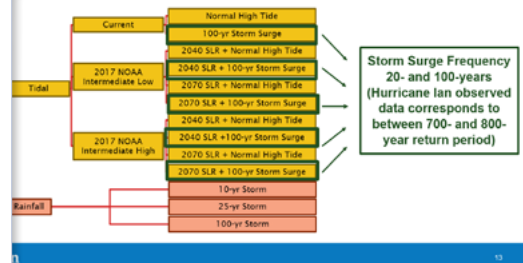 Normal High Tide
Current
100-yr Storm Surge
2040 SLR + Normal High Tide
2017 NOAA
Intermediate Low
2040 SLR + 100-yr Storm Surge
2070 SLR + Normal High Tide
Tidal
2070 SLR + 100-yr Storm Surge
2040 SLR + Normal High Tide
2017 NOAA
Intermediate High
2040 SLR +100-yr Storm Surge
2070 SLR + Normal High Tide
2070 SLR + 100-yr Storm Surge
Storm Surge Frequency
20- and 100-years
(Hurricane Ian observed
data corresponds to
between 700- and 800-
year return period)
10-yr Storm
Rainfall
25-yr Storm
100-yr Storm
n
13